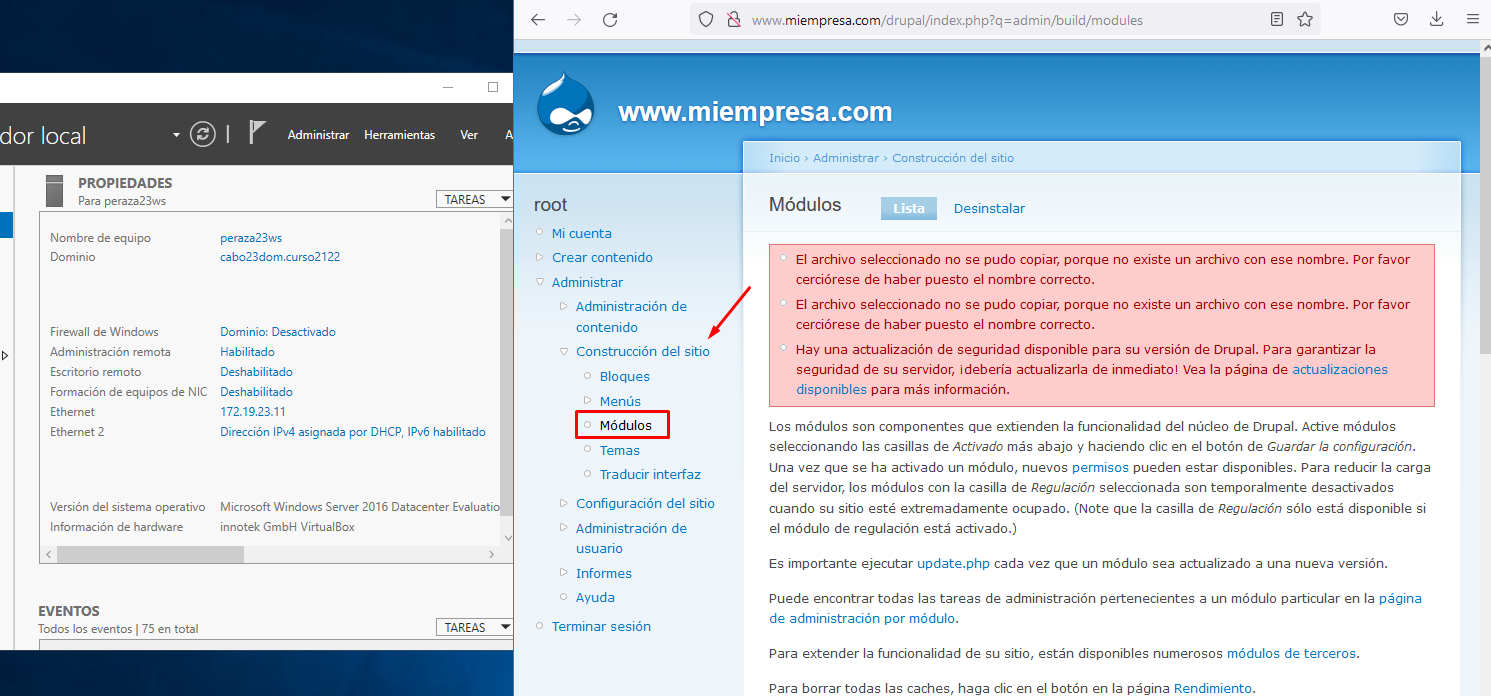 dor local
Administrar
Herramientas
Ver
A
PROPIEDADES
Para peraza23ws
TAREAS
Nombre de equipo peraza23ws
Dominio cabo23dom.curso2122
Firewall de Windows Dominio: Desactivado
Administración remota Habilitado
Escritorio remoto Deshabilitado
Formación de equipos de NIC Deshabilitado
Ethernet 172.19.23.11
Ethernet 2 Dirección IPv4 asignada por DHCP, IPv6 habilitado
Versión del sistema operativo Microsoft Windows Server 2016 Datacenter Evaluatio
Información de hardware innotek GmbH VirtualBox
EVENTOS
Todos los eventos | 75 en total
TAREAS
www.miempresa.com/drupal/index.php?q=admin/build/modules
www.miempresa.com
Inicio › Administrar › Construcción del sitio
root
Mi cuenta
Crear contenido
Administrar
Administración de
contenido
Construcción del sitio
Bloques
Menús
Módulos
Temas
Traducir interfaz
Configuración del sitio
Administración de
usuario
Informes
Ayuda
Terminar sesión
Módulos
Lista
Desinstalar
El archivo seleccionado no se pudo copiar, porque no existe un archivo con ese nombre. Por favor
cerciórese de haber puesto el nombre correcto.
El archivo seleccionado no se pudo copiar, porque no existe un archivo con ese nombre. Por favor
cerciórese de haber puesto el nombre correcto.
Hay una actualización de seguridad disponible para su versión de Drupal. Para garantizar la
seguridad de su servidor, ¡debería actualizarla de inmediato! Vea la página de actualizaciones
disponibles para más información.
Los módulos son componentes que extienden la funcionalidad del núcleo de Drupal. Active módulos
seleccionando las casillas de Activado más abajo y haciendo clic en el botón de Guardar la configuración.
Una vez que se ha activado un módulo, nuevos permisos pueden estar disponibles. Para reducir la carga
del servidor, los módulos con la casilla de Regulación seleccionada son temporalmente desactivados
cuando su sitio esté extremadamente ocupado. (Note que la casilla de Regulación sólo está disponible si
el módulo de regulación está activado.)
Es importante ejecutar update.php cada vez que un módulo sea actualizado a una nueva versión.
Puede encontrar todas las tareas de administración pertenecientes a un módulo particular en la página
de administración por módulo.
Para extender la funcionalidad de su sitio, están disponibles numerosos módulos de terceros.
Para borrar todas las caches, haga clic en el botón en la página Rendimiento.